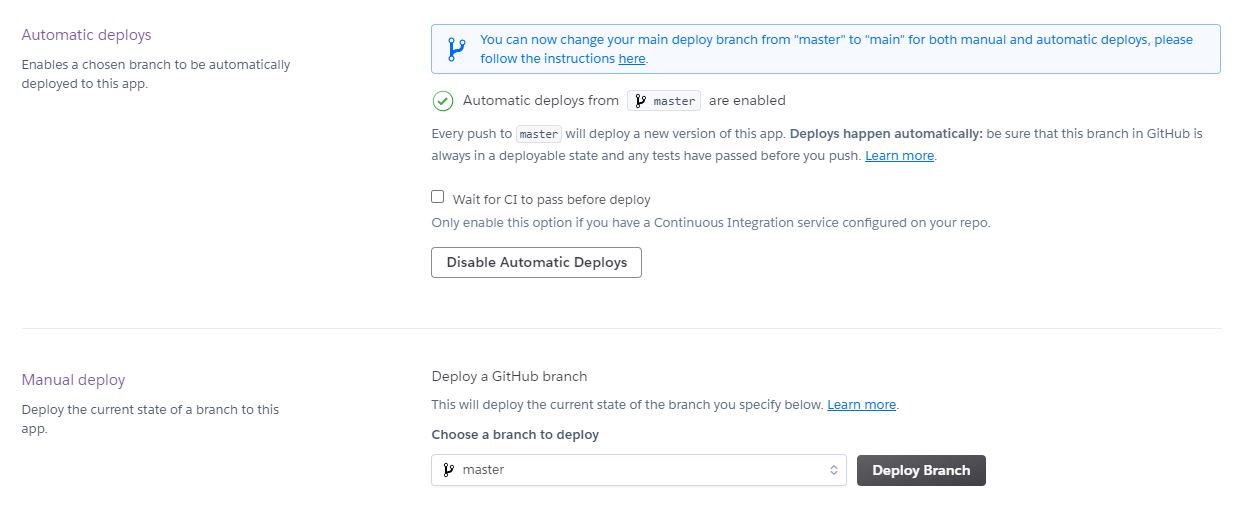 Automatic deploys
Enables a chosen branch to be automatically
deployed to this app.
You can now change your main deploy branch from "master" to "main" for both manual and automatic deploys, please
follow the instructions here.
Automatic deploys from master are enabled
Every push to master will deploy a new version of this app. Deploys happen automatically: be sure that this branch in GitHub is
always in a deployable state and any tests have passed before you push. Learn more.
Wait for CI to pass before deploy
Only enable this option if you have a Continuous Integration service configured on your repo.
Disable Automatic Deploys
Manual deploy
Deploy the current state of a branch to this
app.
Deploy a GitHub branch
This will deploy the current state of the branch you specify below. Learn more.
Choose a branch to deploy
master
Deploy Branch